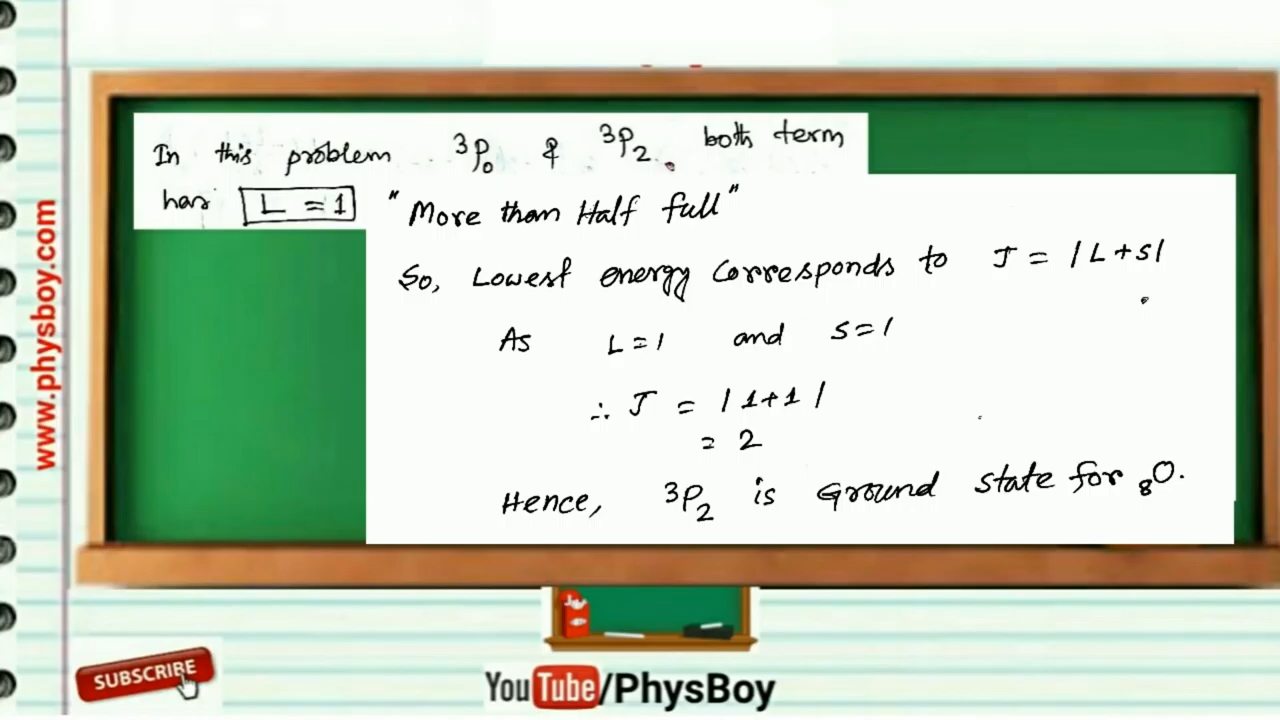 In this problem ³P₀ & ³P₂ both term
has L = 1
"More than Half full"
So, Lowest energy corresponds to J = |L+S|
As L=1 and S=1
∴ J = |1+1|
= 2
Hence, ³P₂ is Ground state for ₈O.
www.physboy.com
SUBSCRIBE
YouTube/PhysBoy